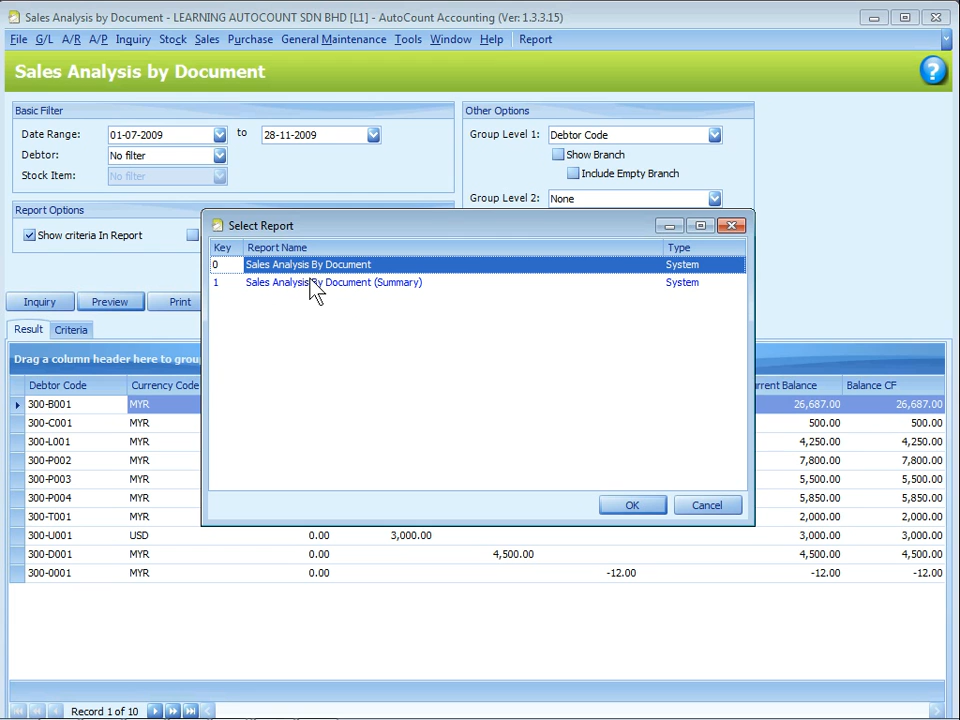 Sales Analysis by Document - LEARNING AUTOCOUNT SDN BHD [L1] - AutoCount Accounting (Ver: 1.3.3.15)
File G/L A/R A/P Inquiry Stock Sales Purchase General Maintenance Tools Window Help Report
Sales Analysis by Document
Basic Filter
Date Range: 01-07-2009 to 28-11-2009
Debtor: No filter
Stock Item: No filter
Other Options
Group Level 1: Debtor Code
Show Branch
Include Empty Branch
Group Level 2: None
Report Options
Show criteria In Report
Inquiry Preview Print
Select Report
Key Report Name Type
0 Sales Analysis By Document System
1 Sales Analysis By Document (Summary) System
OK Cancel
Result Criteria
Drag a column header here to grou
Debtor Code Currency Code rrent Balance Balance CF
300-B001 MYR 26,687.00 26,687.00
300-C001 MYR 500.00 500.00
300-L001 MYR 4,250.00 4,250.00
300-P002 MYR 7,800.00 7,800.00
300-P003 MYR 5,500.00 5,500.00
300-P004 MYR 5,850.00 5,850.00
300-T001 MYR 2,000.00 2,000.00
300-U001 USD 0.00 3,000.00 3,000.00 3,000.00
300-D001 MYR 0.00 4,500.00 4,500.00 4,500.00
300-0001 MYR 0.00 -12.00 -12.00 -12.00
Record 1 of 10